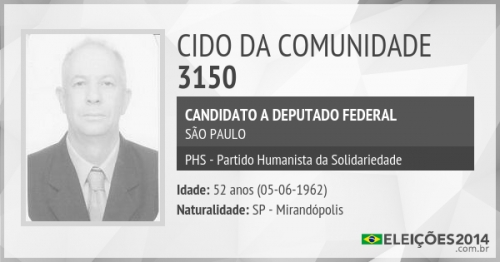 CIDO DA COMUNIDADE
3150
CANDIDATO A DEPUTADO FEDERAL
SÃO PAULO
PHS - Partido Humanista da Solidariedade
Idade: 52 anos (05-06-1962)
Naturalidade: SP - Mirandópolis
ELEIÇÕES2014
.com.br